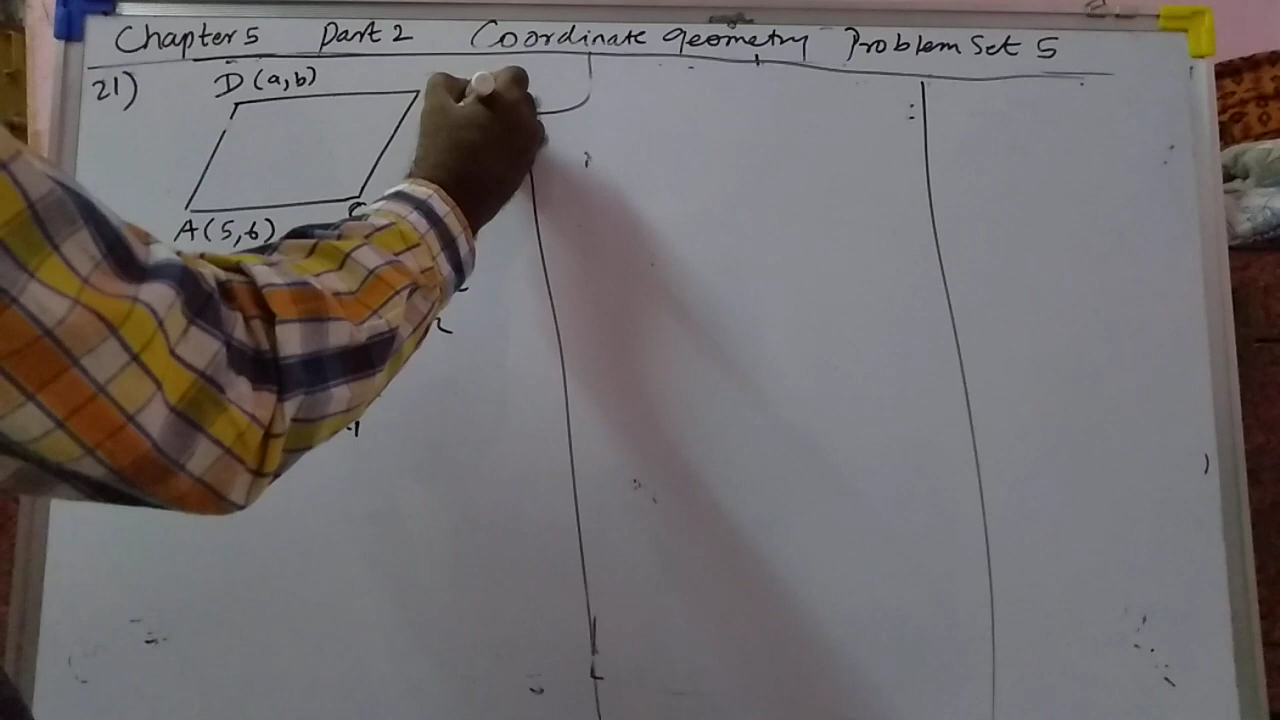 Chapter 5 Part 2 Coordinate geometry Problem Set 5
21) D (a,b)
A (5,6)